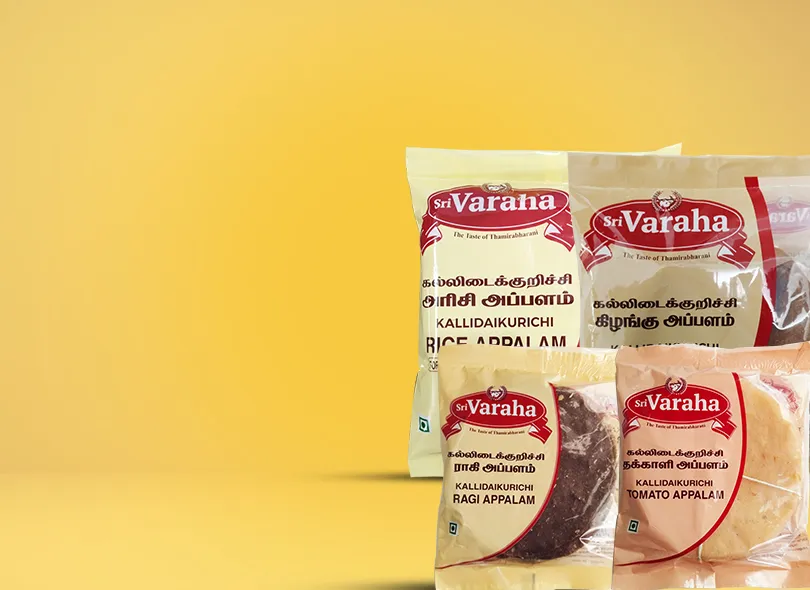 Sri Varaha
The Taste of Thamirabharani
கல்லிடைக்குறிச்சி
அரிசி அப்பளம்
KALLIDAIKURICHI
RICE APPALAM
Sri Varaha
The Taste of Thamirabharani
கல்லிடைக்குறிச்சி
கிழங்கு அப்பளம்
KALLIDAIKURICHI
Sri Varaha
The Taste of Thamirabharani
கல்லிடைக்குறிச்சி
ராகி அப்பளம்
KALLIDAIKURICHI
RAGI APPALAM
Sri Varaha
The Taste of Thamirabharani
கல்லிடைக்குறிச்சி
தக்காளி அப்பளம்
KALLIDAIKURICHI
TOMATO APPALAM